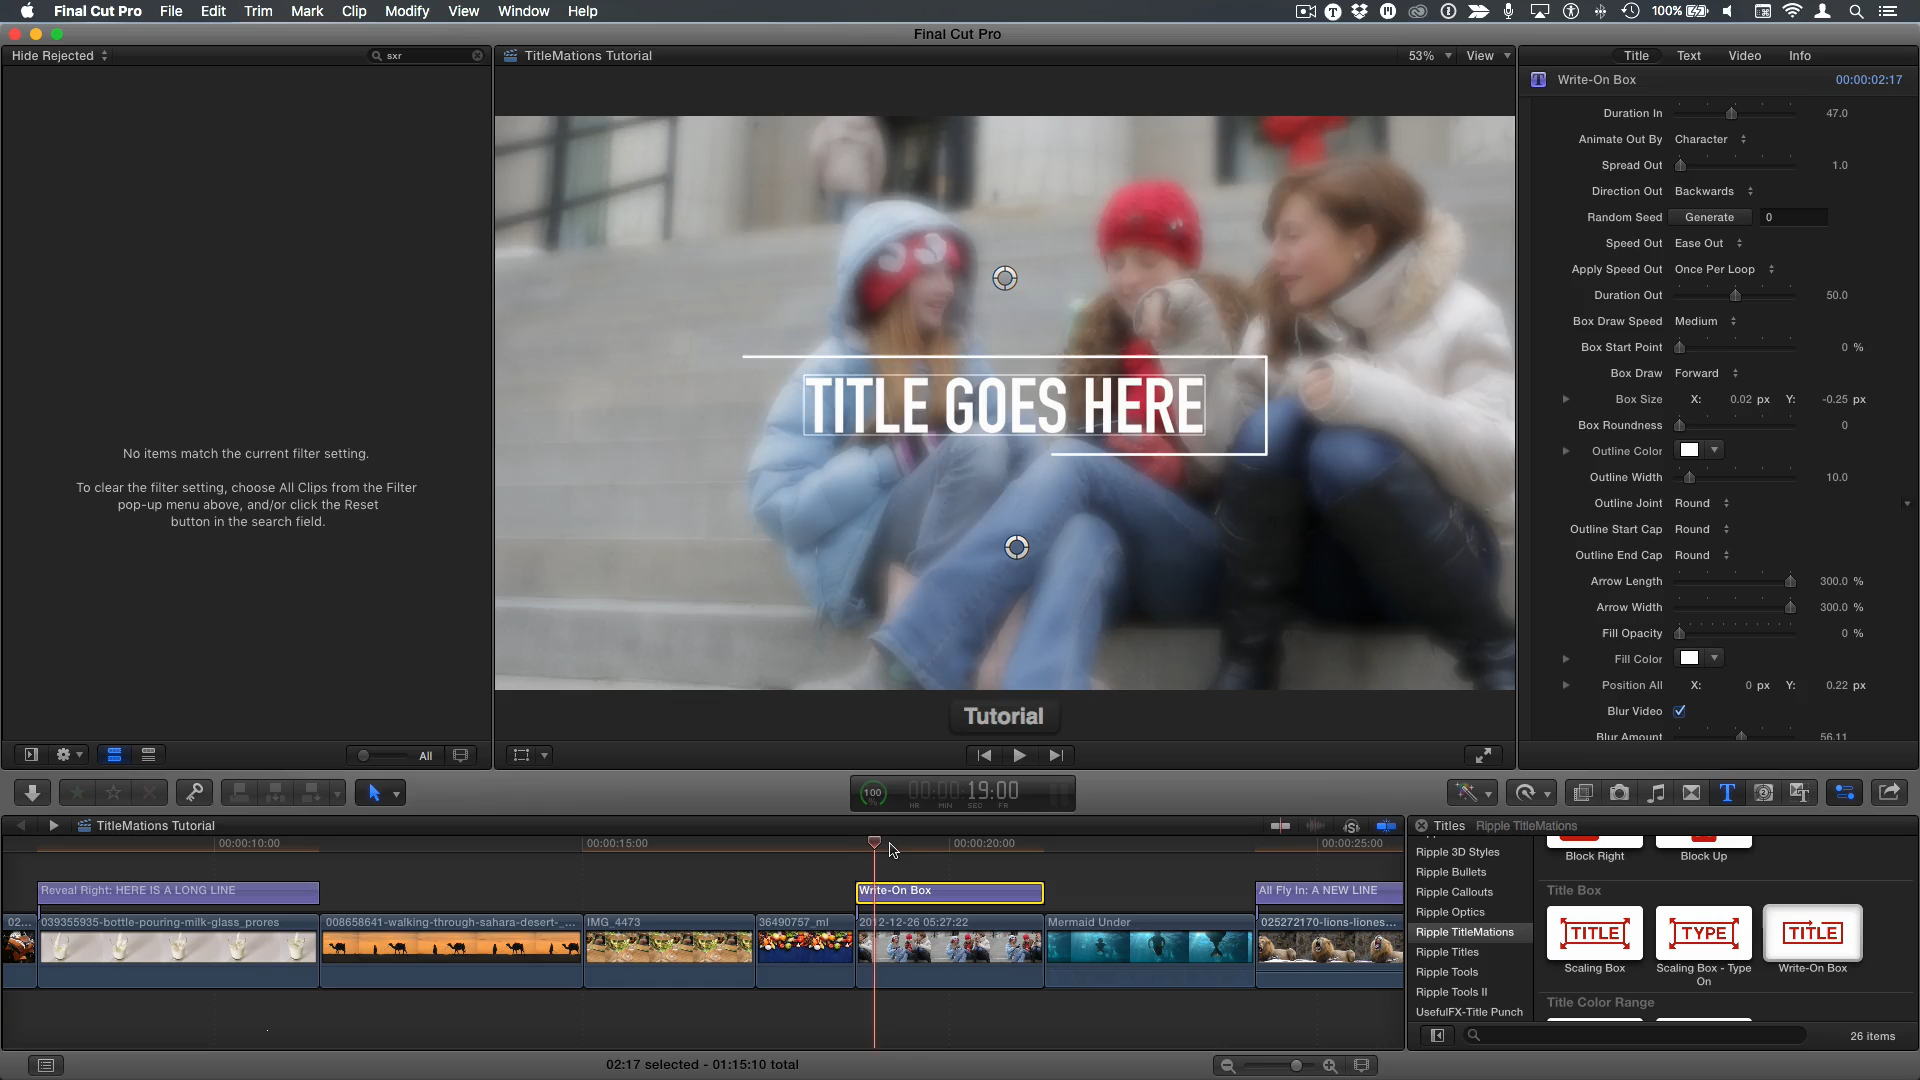 Final Cut Pro File Edit Trim Mark Clip Modify View Window Help 100%
Final Cut Pro
Hide Rejected sxr
TitleMations Tutorial 53% View
Title Text Video Info
Write-On Box 00:00:02:17
Duration In 47.0
Animate Out By Character
Spread Out 1.0
Direction Out Backwards
Random Seed Generate 0
Speed Out Ease Out
Apply Speed Out Once Per Loop
Duration Out 50.0
Box Draw Speed Medium
Box Start Point 0 %
Box Draw Forward
Box Size X: 0.02 px Y: -0.25 px
Box Roundness 0
Outline Color
Outline Width 10.0
Outline Joint Round
Outline Start Cap Round
Outline End Cap Round
Arrow Length 300.0 %
Arrow Width 300.0 %
Fill Opacity 0 %
Fill Color
Position All X: 0 px Y: 0.22 px
Blur Video
Blur Amount 56.11
No items match the current filter setting.
To clear the filter setting, choose All Clips from the Filter
pop-up menu above, and/or click the Reset
button in the search field.
TITLE GOES HERE
Tutorial
All
100 %
00:00:19:00
HR MIN SEC FR
TitleMations Tutorial
00:00:10:00 00:00:15:00 00:00:20:00 00:00:25:00
Reveal Right: HERE IS A LONG LINE
Write-On Box
All Fly In: A NEW LINE
02... 039355935-bottle-pouring-milk-glass_prores 008658641-walking-through-sahara-desert-_... IMG_4473 36490757_ml 2012-12-26 05:27:22 Mermaid Under 025272170-lions-liones...
Titles Ripple TitleMations
Ripple 3D Styles
Ripple Bullets
Ripple Callouts
Ripple Optics
Ripple TitleMations
Ripple Titles
Ripple Tools
Ripple Tools II
UsefulFX-Title Punch
Block Right Block Up
Title Box
TITLE TYPE TITLE
Scaling Box
Scaling Box - Type
On
Write-On Box
Title Color Range
26 items
02:17 selected - 01:15:10 total